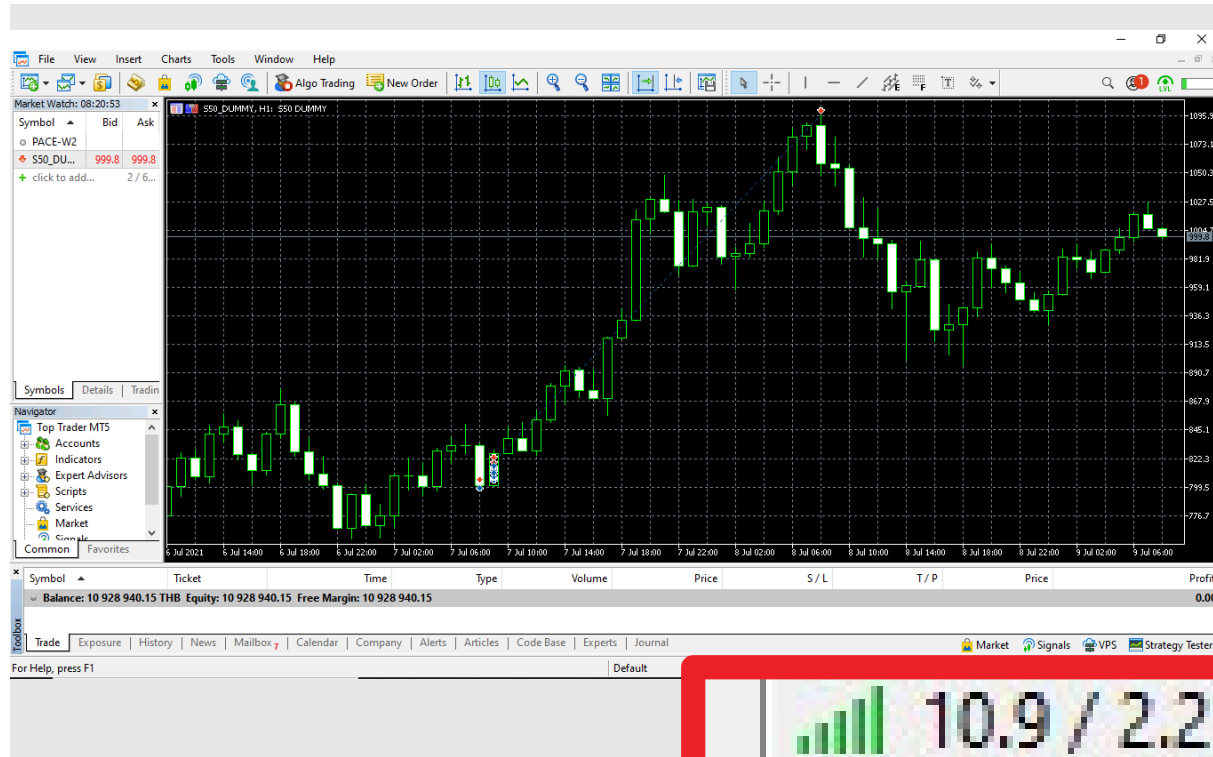 File View Insert Charts Tools Window Help
Algo Trading New Order E F T 1 LVL
Market Watch: 08:20:53
Symbol Bid Ask
PACE-W2
S50_DU... 999.8 999.8
click to add... 2 / 6...
Symbols Details Tradin
Navigator
Top Trader MT5
Accounts
Indicators
Expert Advisors
Scripts
Services
Market
Signals
Common Favorites
S50_DUMMY, H1: S50 DUMMY
1095.9
1073.1
1050.3
1027.5
1004.7
999.8
981.9
959.1
936.3
913.5
890.7
867.9
845.1
822.3
799.5
776.7
6 Jul 2021 6 Jul 14:00 6 Jul 18:00 6 Jul 22:00 7 Jul 02:00 7 Jul 06:00 7 Jul 10:00 7 Jul 14:00 7 Jul 18:00 7 Jul 22:00 8 Jul 02:00 8 Jul 06:00 8 Jul 10:00 8 Jul 14:00 8 Jul 18:00 8 Jul 22:00 9 Jul 02:00 9 Jul 06:00
Symbol Ticket Time Type Volume Price S / L T / P Price Profit
Balance: 10 928 940.15 THB Equity: 10 928 940.15 Free Margin: 10 928 940.15 0.00
Toolbox
Trade Exposure History News Mailbox 7 Calendar Company Alerts Articles Code Base Experts Journal
Market Signals VPS Strategy Tester
For Help, press F1 Default
10.9 / 2.2